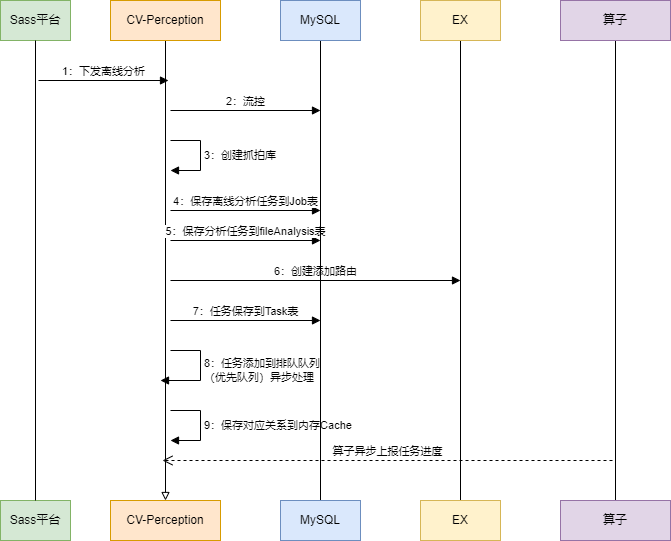 Sass平台
CV-Perception
MySQL
EX
算子
1：下发离线分析
2：流控
3：创建抓拍库
4：保存离线分析任务到Job表
5：保存分析任务到fileAnalysis表
6：创建添加路由
7：任务保存到Task表
8：任务添加到排队队列
（优先队列）异步处理
9：保存对应关系到内存Cache
算子异步上报任务进度
Sass平台
CV-Perception
MySQL
EX
算子